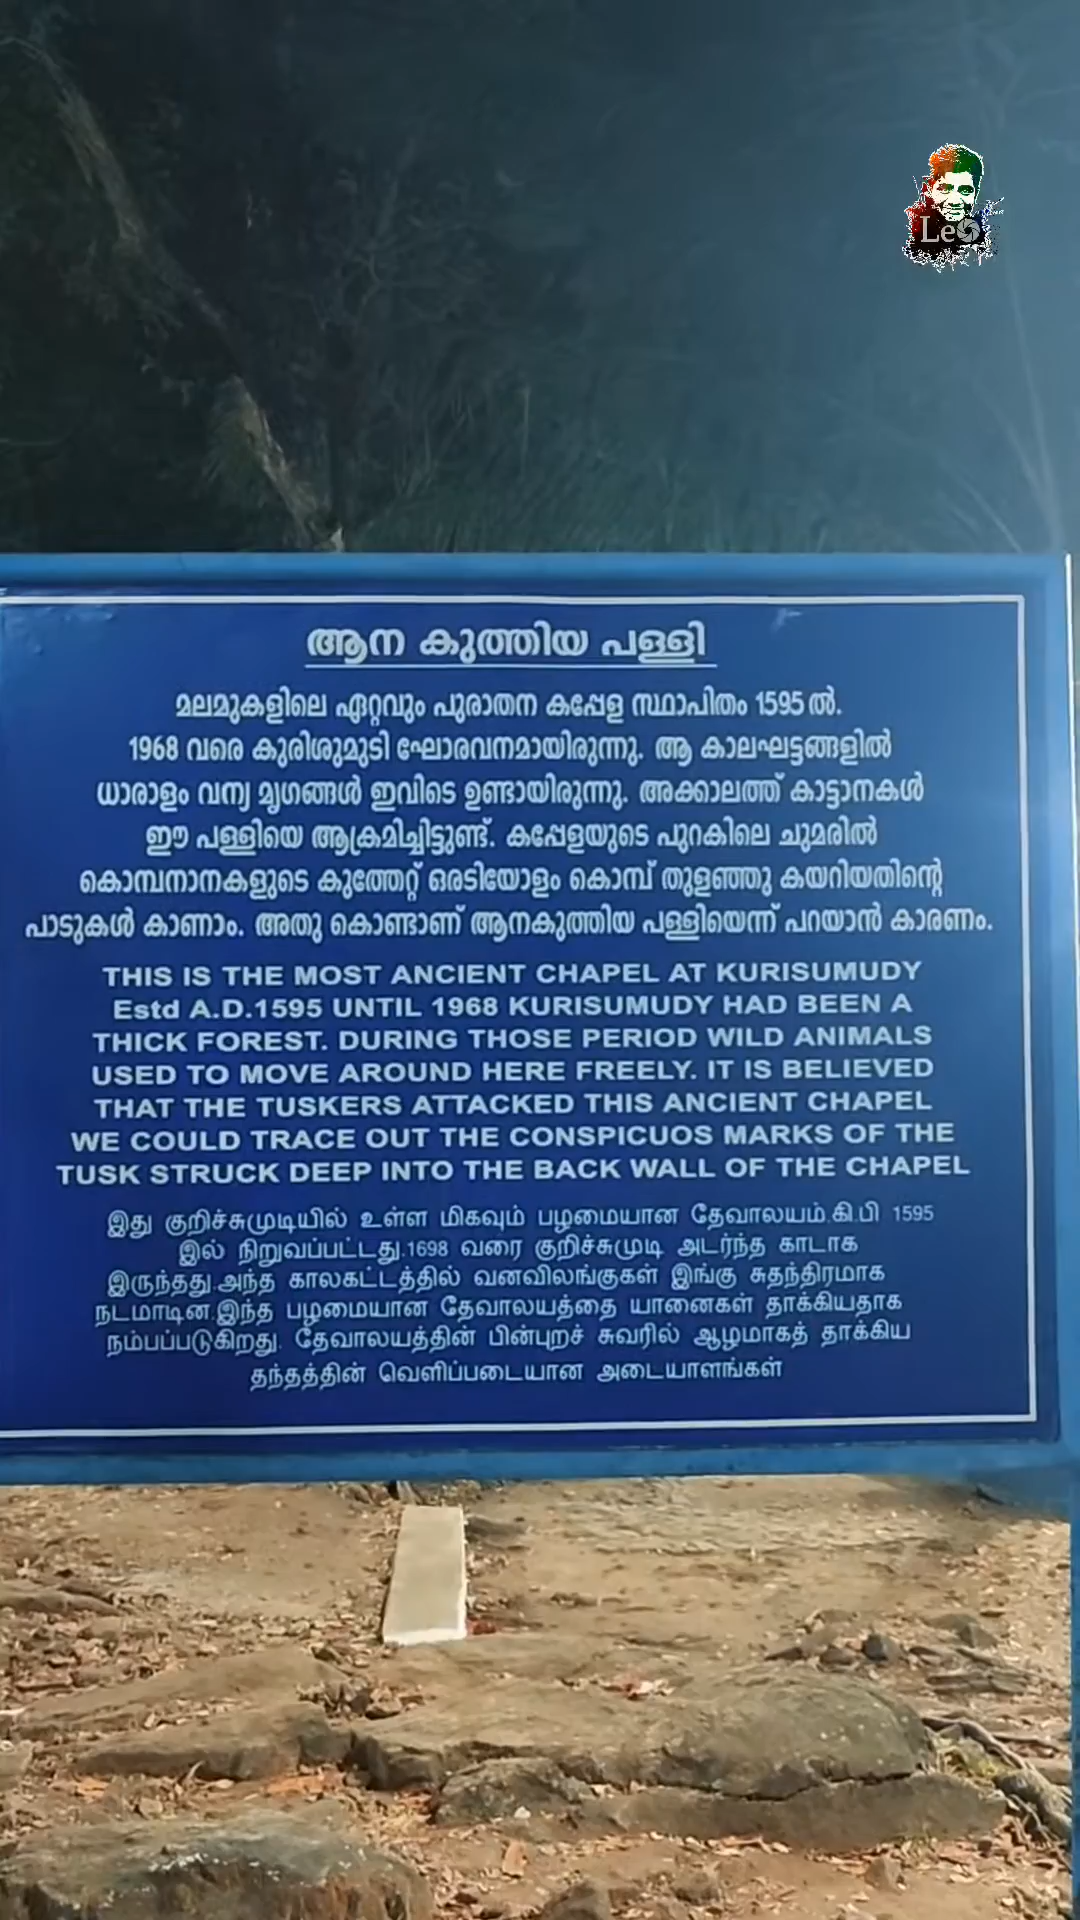 Leo
ആന കുത്തിയ പള്ളി
മലമുകളിലെ ഏറ്റവും പുരാതന കപ്പേള സ്ഥാപിതം 1595 ൽ.
1968 വരെ കുരിശുമുടി ഘോരവനമായിരുന്നു. ആ കാലഘട്ടങ്ങളിൽ
ധാരാളം വന്യ മൃഗങ്ങൾ ഇവിടെ ഉണ്ടായിരുന്നു. അക്കാലത്ത് കാട്ടാനകൾ
ഈ പള്ളിയെ ആക്രമിച്ചിട്ടുണ്ട്. കപ്പേളയുടെ പുറകിലെ ചുമരിൽ
കൊമ്പനാനകളുടെ കുത്തേറ്റ് ഒരടിയോളം കൊമ്പ് തുളഞ്ഞു കയറിയതിന്റെ
പാടുകൾ കാണാം. അതു കൊണ്ടാണ് ആനകുത്തിയ പള്ളിയെന്ന് പറയാൻ കാരണം.
THIS IS THE MOST ANCIENT CHAPEL AT KURISUMUDY
Estd A.D.1595 UNTIL 1968 KURISUMUDY HAD BEEN A
THICK FOREST. DURING THOSE PERIOD WILD ANIMALS
USED TO MOVE AROUND HERE FREELY. IT IS BELIEVED
THAT THE TUSKERS ATTACKED THIS ANCIENT CHAPEL
WE COULD TRACE OUT THE CONSPICUOS MARKS OF THE
TUSK STRUCK DEEP INTO THE BACK WALL OF THE CHAPEL
இது குறிச்சுமுடியில் உள்ள மிகவும் பழமையான தேவாலயம்.கி.பி 1595
இல் நிறுவப்பட்டது.1698 வரை குறிச்சுமுடி அடர்ந்த காடாக
இருந்தது.அந்த காலகட்டத்தில் வனவிலங்குகள் இங்கு சுதந்திரமாக
நடமாடின.இந்த பழமையான தேவாலயத்தை யானைகள் தாக்கியதாக
நம்பப்படுகிறது. தேவாலயத்தின் பின்புறச் சுவரில் ஆழமாகத் தாக்கிய
தந்தத்தின் வெளிப்படையான அடையாளங்கள்